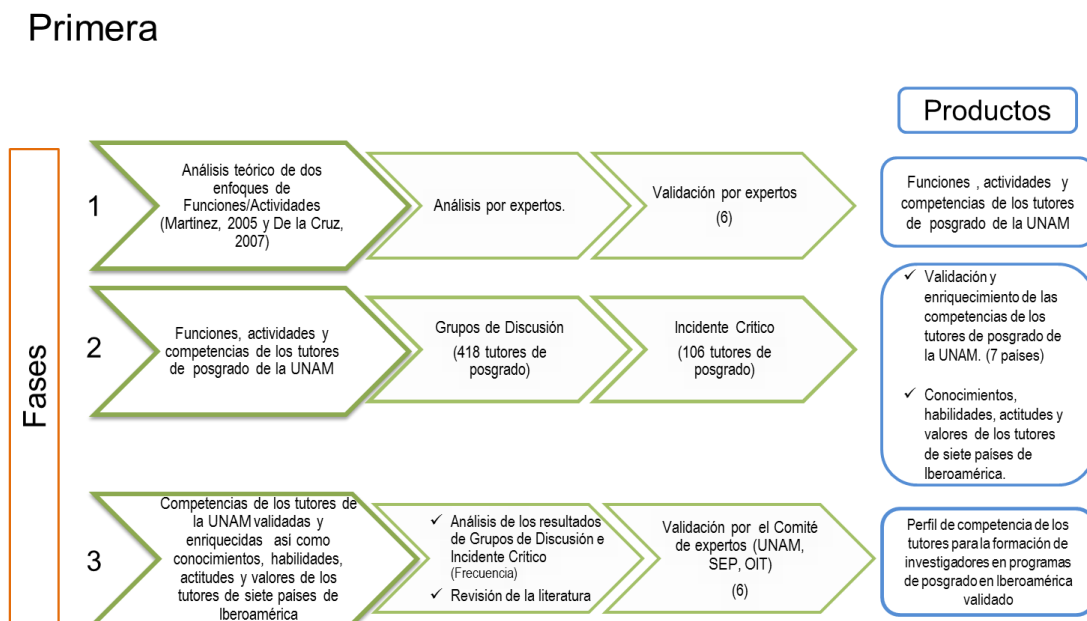 Primera
Productos
Fases
1
Análisis teórico de dos
enfoques de
Funciones/Actividades
(Martinez, 2005 y De la Cruz,
2007)
Análisis por expertos.
Validación por expertos
(6)
Funciones , actividades y
competencias de los tutores
de posgrado de la UNAM
2
Funciones, actividades y
competencias de los tutores
de posgrado de la UNAM
Grupos de Discusión
(418 tutores de
posgrado)
Incidente Crítico
(106 tutores de
posgrado)
✓ Validación y
enriquecimiento de las
competencias de los
tutores de posgrado de
la UNAM. (7 países)
✓ Conocimientos,
habilidades, actitudes y
valores de los tutores
de siete países de
Iberoamérica.
3
Competencias de los tutores de
la UNAM validadas y
enriquecidas asi como
conocimientos, habilidades,
actitudes y valores de los
tutores de siete países de
Iberoamérica
✓ Análisis de los resultados
de Grupos de Discusión e
Incidente Crítico
(Frecuencia)
✓ Revisión de la literatura
Validación por el Comité
de expertos (UNAM,
SEP, OIT)
(6)
Perfil de competencia de los
tutores para la formación de
investigadores en programas
de posgrado en Iberoamérica
validado